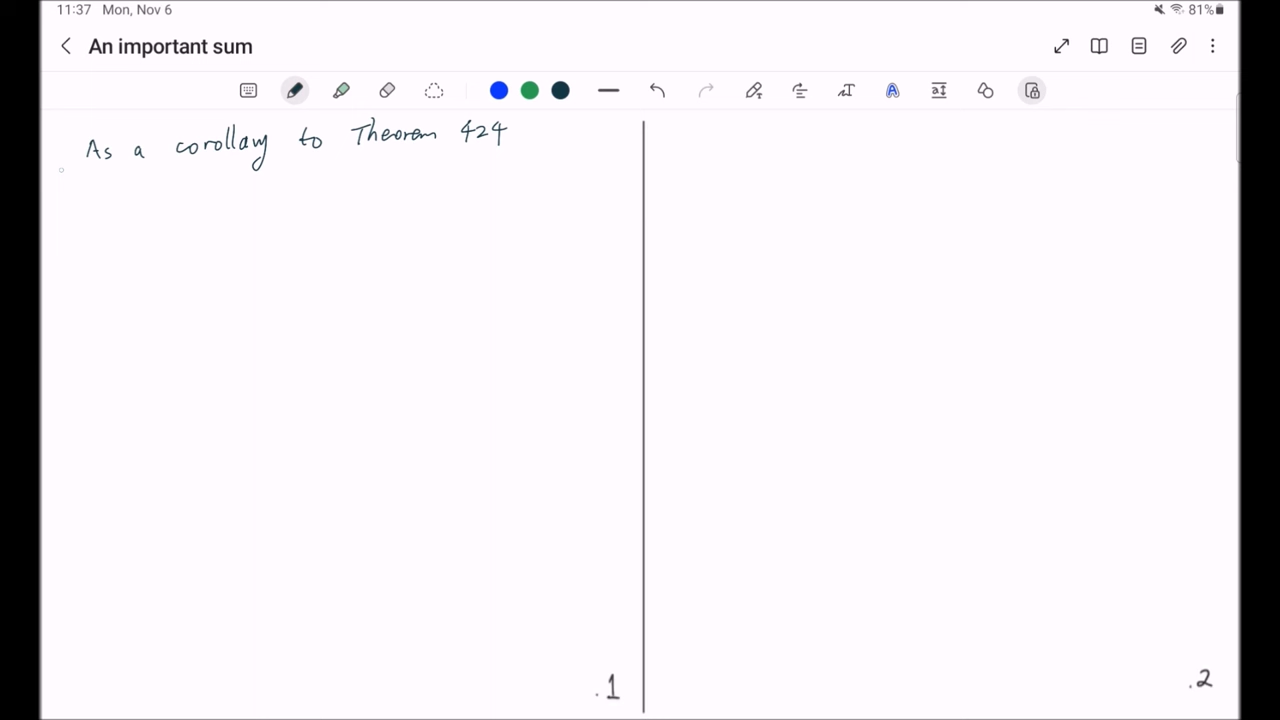 11:37 Mon, Nov 6 81%
An important sum
As a corollary to Theorem 424
.1
.2